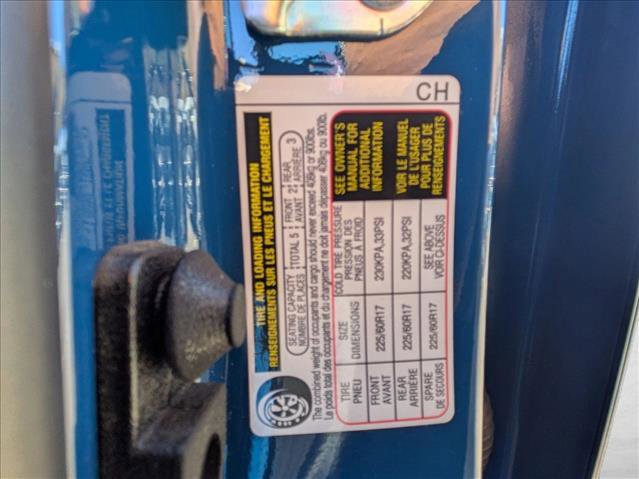 TIRE AND LOADING INFORMATION
RENSEIGNEMENTS SUR LES PNEUS ET LE CHARGEMENT
SEATING CAPACITY TOTAL 5 FRONT 2 REAR 3
NOMBRE DE PLACES AVANT ARRIÈRE
The combined weight of occupants and cargo should never exceed 408kg or 900lbs.
Le poids total des occupants et du chargement ne doit jamais dépasser 408kg ou 900lb.
TIRE SIZE COLD TIRE PRESSURE SEE OWNER'S
PNEU DIMENSIONS PRESSION DES MANUAL FOR
PNEUS À FROID ADDITIONAL
FRONT 225/60R17 230KPA,33PSI INFORMATION
AVANT
REAR 225/60R17 220KPA,32PSI VOIR LE MANUEL
ARRIÈRE DE L'USAGER
SPARE 225/60R17 SEE ABOVE POUR PLUS DE
DE SECOURS VOIR CI-DESSUS RENSEIGNEMENTS
CH